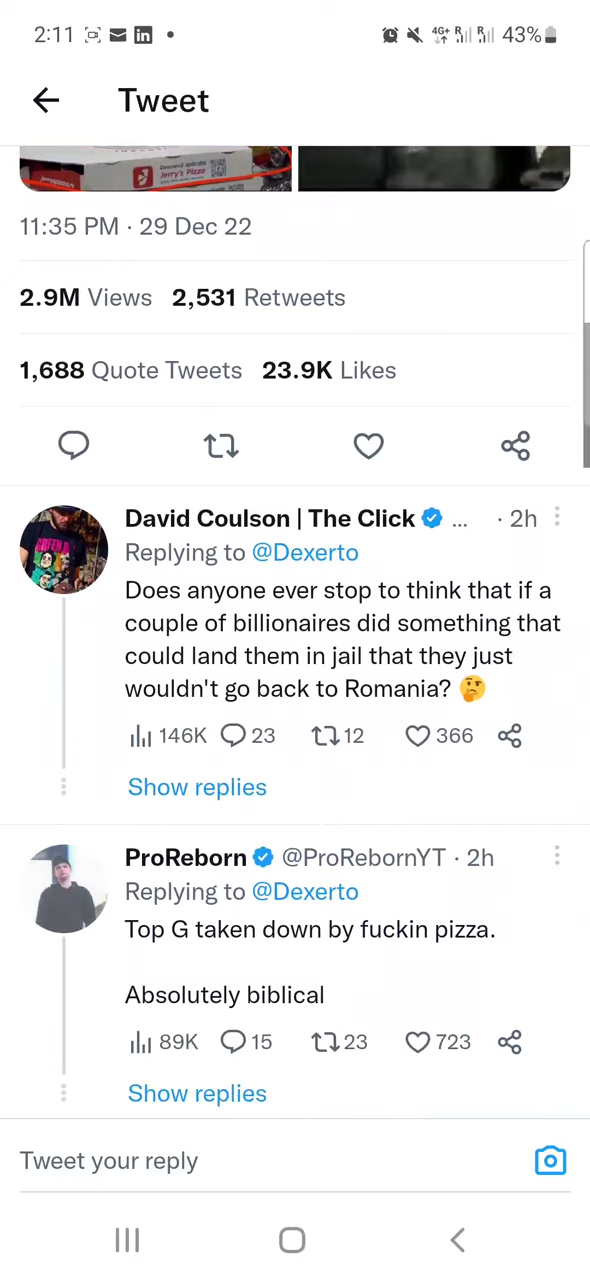 2:11
4G+ R R 43%
Tweet
Jerry's Pizza
11:35 PM · 29 Dec 22
2.9M Views 2,531 Retweets
1,688 Quote Tweets 23.9K Likes
David Coulson | The Click ... · 2h
Replying to @Dexerto
Does anyone ever stop to think that if a
couple of billionaires did something that
could land them in jail that they just
wouldn't go back to Romania? 🤔
146K 23 12 366
Show replies
ProReborn @ProRebornYT · 2h
Replying to @Dexerto
Top G taken down by fuckin pizza.
Absolutely biblical
89K 15 23 723
Show replies
Tweet your reply